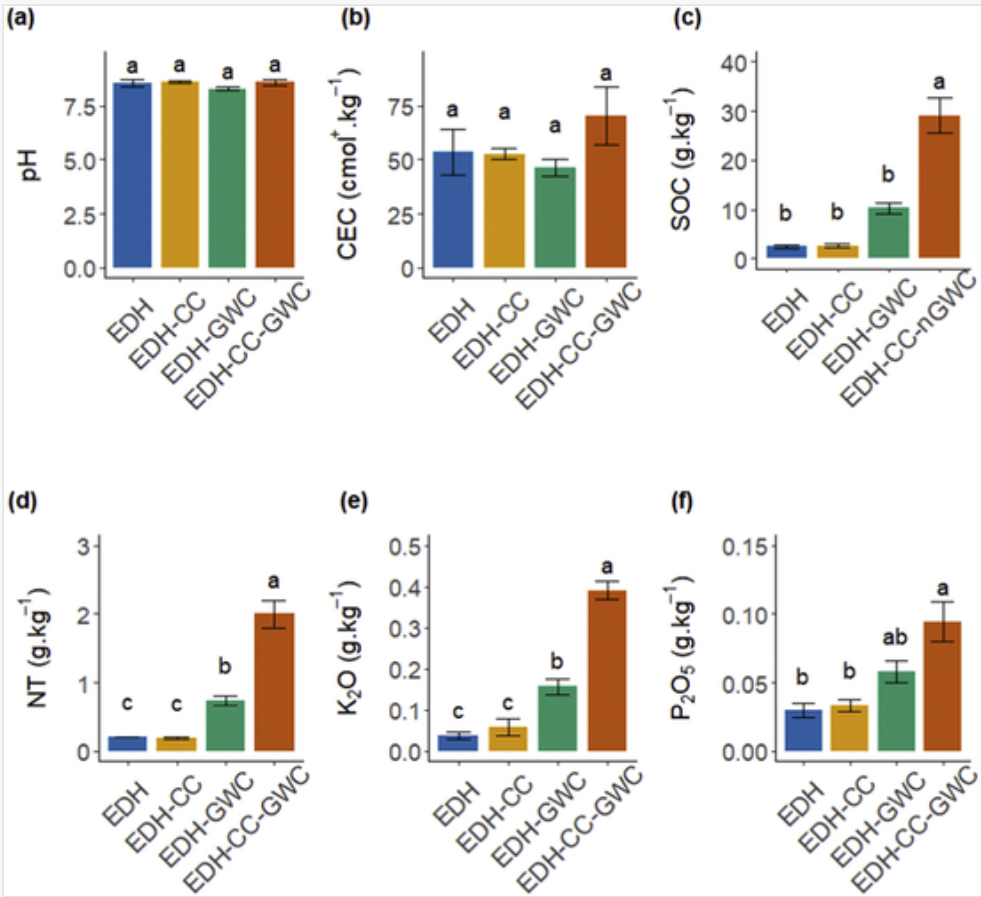 (a)
pH
7.5
5.0
2.5
0.0
a
a
a
a
EDH
EDH-CC
EDH-GWC
EDH-CC-GWC
(b)
CEC (cmol⁺.kg⁻¹)
75
50
25
0
a
a
a
a
EDH
EDH-CC
EDH-GWC
EDH-CC-GWC
(c)
SOC (g.kg⁻¹)
40
30
20
10
0
b
b
b
a
EDH
EDH-CC
EDH-GWC
EDH-CC-nGWC
(d)
NT (g.kg⁻¹)
3
2
1
0
c
c
b
a
EDH
EDH-CC
EDH-GWC
EDH-CC-GWC
(e)
K₂O (g.kg⁻¹)
0.5
0.4
0.3
0.2
0.1
0.0
c
c
b
a
EDH
EDH-CC
EDH-GWC
EDH-CC-GWC
(f)
P₂O₅ (g.kg⁻¹)
0.15
0.10
0.05
0.00
b
b
ab
a
EDH
EDH-CC
EDH-GWC
EDH-CC-GWC